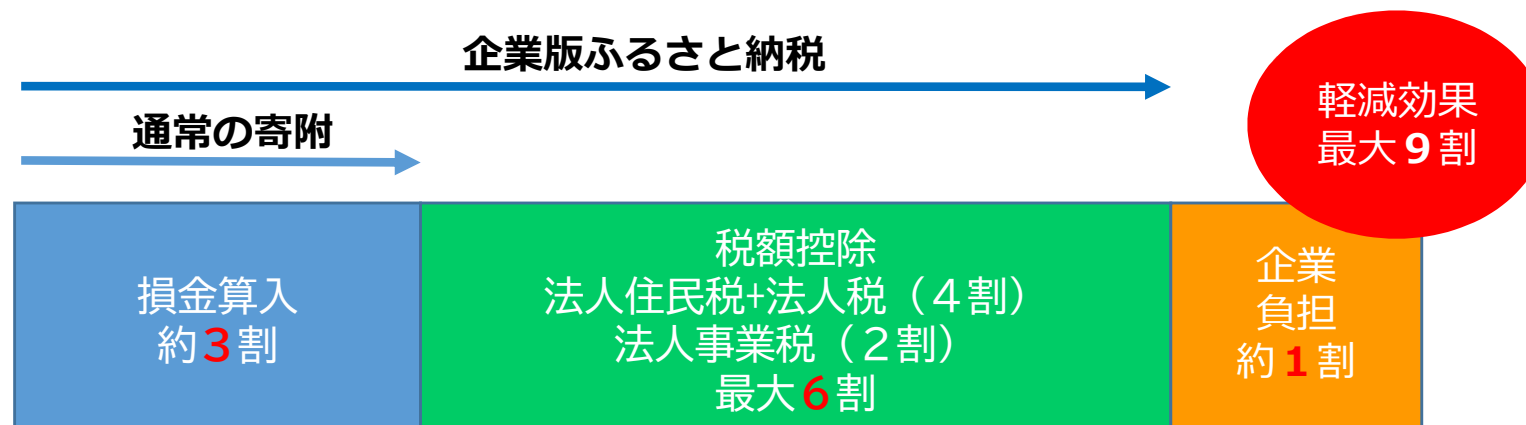 企業版ふるさと納税
通常の寄附
軽減効果
最大9割
損金算入
約3割
税額控除
法人住民税+法人税（４割）
法人事業税（２割）
最大6割
企業
負担
約1割